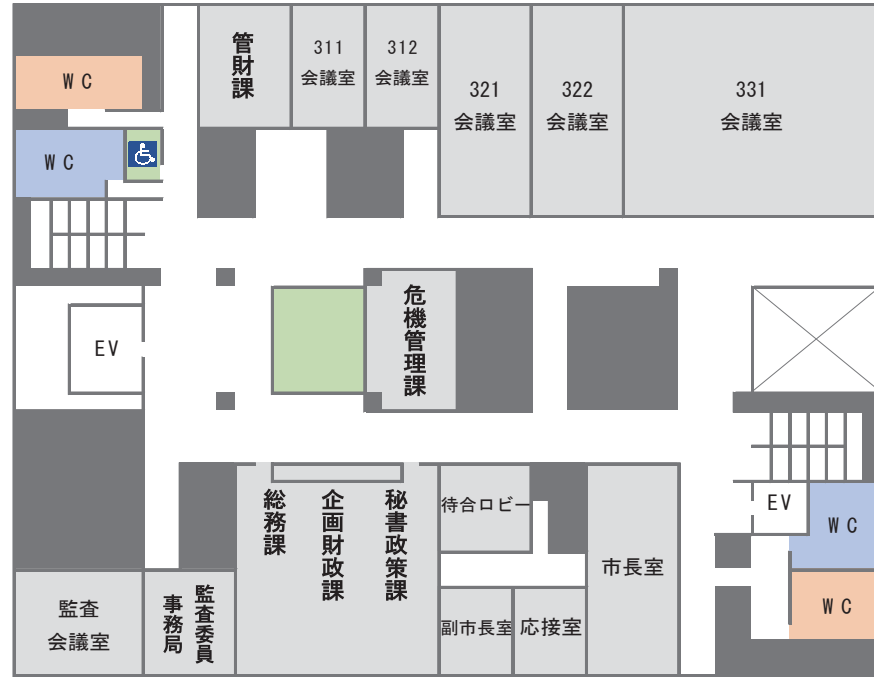 管財課
311
会議室
312
会議室
321
会議室
322
会議室
331
会議室
WC
WC
EV
危機管理課
総務課
企画財政課
秘書政策課
待合ロビー
市長室
EV
WC
WC
監査
会議室
監査委員
事務局
副市長室
応接室